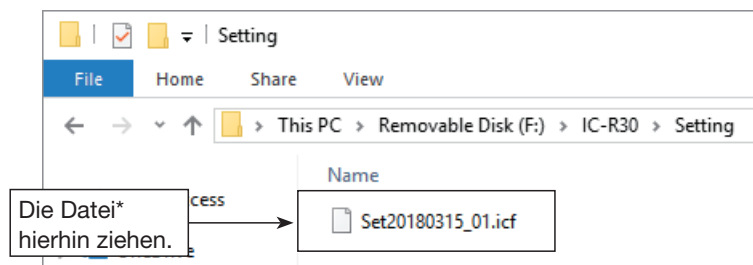 Setting
File Home Share View
This PC > Removable Disk (F:) > IC-R30 > Setting
Name
cess
Die Datei*
hierhin ziehen.
Set20180315_01.icf